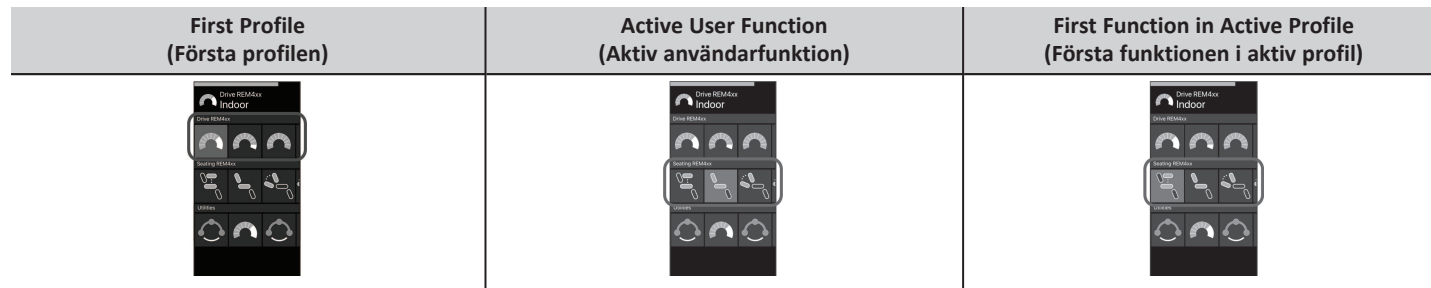 First Profile
(Första profilen)
Active User Function
(Aktiv användarfunktion)
First Function in Active Profile
(Första funktionen i aktiv profil)
Drive REM4xx
Indoor
Drive REM4xx
Seating REM4xx
Utilities
Drive REM4xx
Indoor
Drive REM4xx
Seating REM4xx
Utilities
Drive REM4xx
Indoor
Drive REM4xx
Seating REM4xx
Utilities